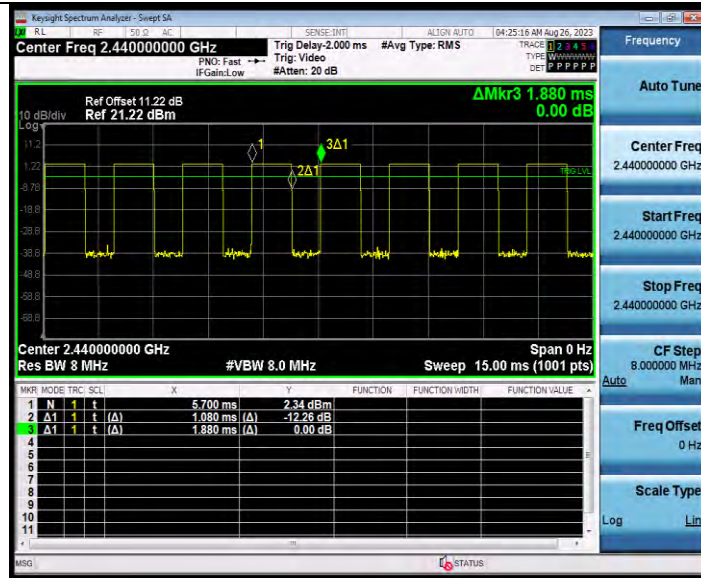 Keysight Spectrum Analyzer - Swept SA
LXI RL RF 50 Ω AC SENSE:INT ALIGN AUTO 04:25:16 AM Aug 26, 2023
Center Freq 2.440000000 GHz
PNO: Fast
IFGain:Low
Trig Delay-2.000 ms
Trig: Video
#Atten: 20 dB
#Avg Type: RMS
TRACE 1 2 3 4 5 6
TYPE WWWWWW
DET P P P P P P
ΔMkr3 1.880 ms
0.00 dB
Ref Offset 11.22 dB
10 dB/div Ref 21.22 dBm
Log
11.2
1.22
-8.78
-18.8
-28.8
-38.8
-48.8
-58.8
-68.8
1
2Δ1
3Δ1
TRIG LVL
Center 2.440000000 GHz Span 0 Hz
Res BW 8 MHz #VBW 8.0 MHz Sweep 15.00 ms (1001 pts)
MKR MODE TRC SCL X Y FUNCTION FUNCTION WIDTH FUNCTION VALUE
1 N 1 t 5.700 ms 2.34 dBm
2 Δ1 1 t (Δ) 1.080 ms (Δ) -12.26 dB
3 Δ1 1 t (Δ) 1.880 ms (Δ) 0.00 dB
4
5
6
7
8
9
10
11
MSG STATUS
Frequency
Auto Tune
Center Freq
2.440000000 GHz
Start Freq
2.440000000 GHz
Stop Freq
2.440000000 GHz
CF Step
8.000000 MHz
Auto Man
Freq Offset
0 Hz
Scale Type
Log Lin